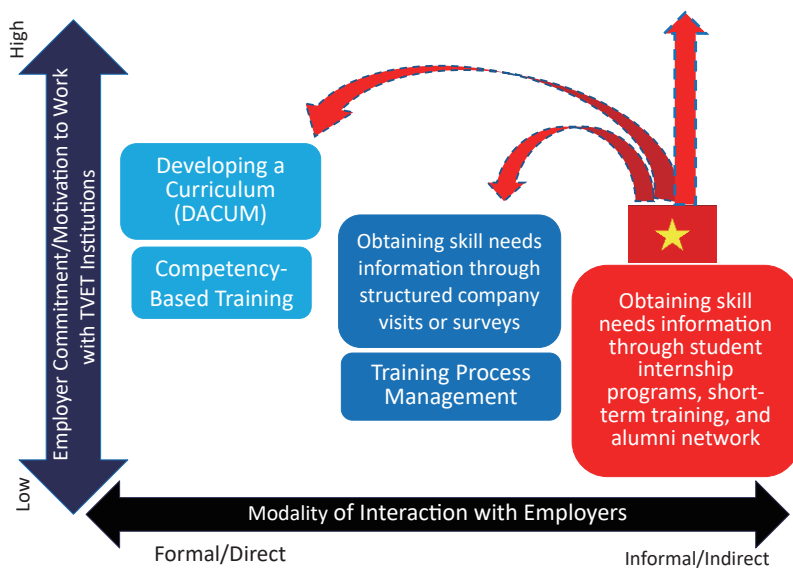 High
Employer Commitment/Motivation to Work
with TVET Institutions
Low
Developing a
Curriculum
(DACUM)
Competency-
Based Training
Obtaining skill needs
information through
structured company
visits or surveys
Training Process
Management
Obtaining skill
needs information
through student
internship
programs, short-
term training, and
alumni network
Modality of Interaction with Employers
Formal/Direct
Informal/Indirect